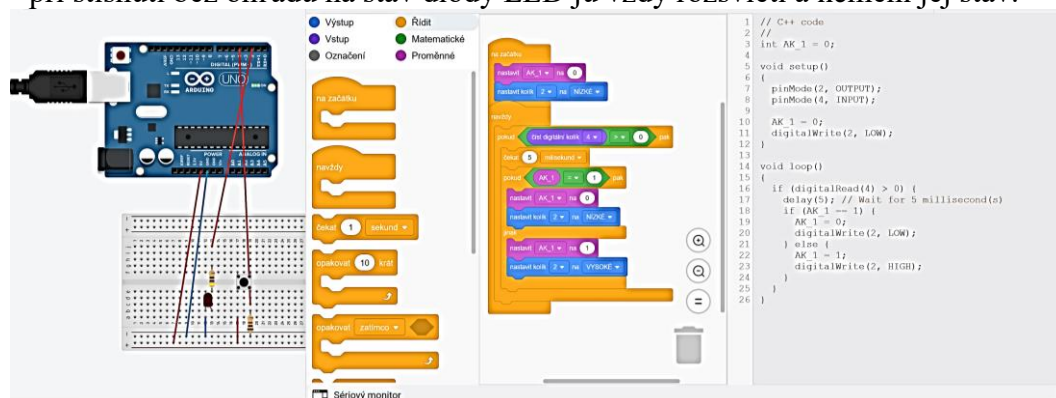 při stisknutí bez ohledu na stav diody LED ju vždy rozsvítí a nemění její stav.
Výstup
Řídit
Vstup
Matematické
Označení
Proměnné
na začátku
navždy
čekat 1 sekund
opakovat 10 krát
opakovat zatímco
na začátku
nastavit AK_1 na 0
nastavit kolík 2 na NÍZKÉ
navždy
pokud číst digitální kolík 4 > 0 pak
čekat 5 milisekund
pokud AK_1 = 1 pak
nastavit AK_1 na 0
nastavit kolík 2 na NÍZKÉ
nastavit AK_1 na 1
nastavit kolík 2 na VYSOKÉ
1 // C++ code
2 //
3 int AK_1 = 0;
4
5 void setup()
6 {
7 pinMode(2, OUTPUT);
8 pinMode(4, INPUT);
9
10 AK_1 = 0;
11 digitalWrite(2, LOW);
12 }
13
14 void loop()
15 {
16 if (digitalRead(4) > 0) {
17 delay(5); // Wait for 5 millisecond(s)
18 if (AK_1 == 1) {
19 AK_1 = 0;
20 digitalWrite(2, LOW);
21 } else {
22 AK_1 = 1;
23 digitalWrite(2, HIGH);
24 }
25 }
26 }
UNO
ARDUINO
DIGITAL (PWM~)
POWER
ANALOG IN
Sériový monitor